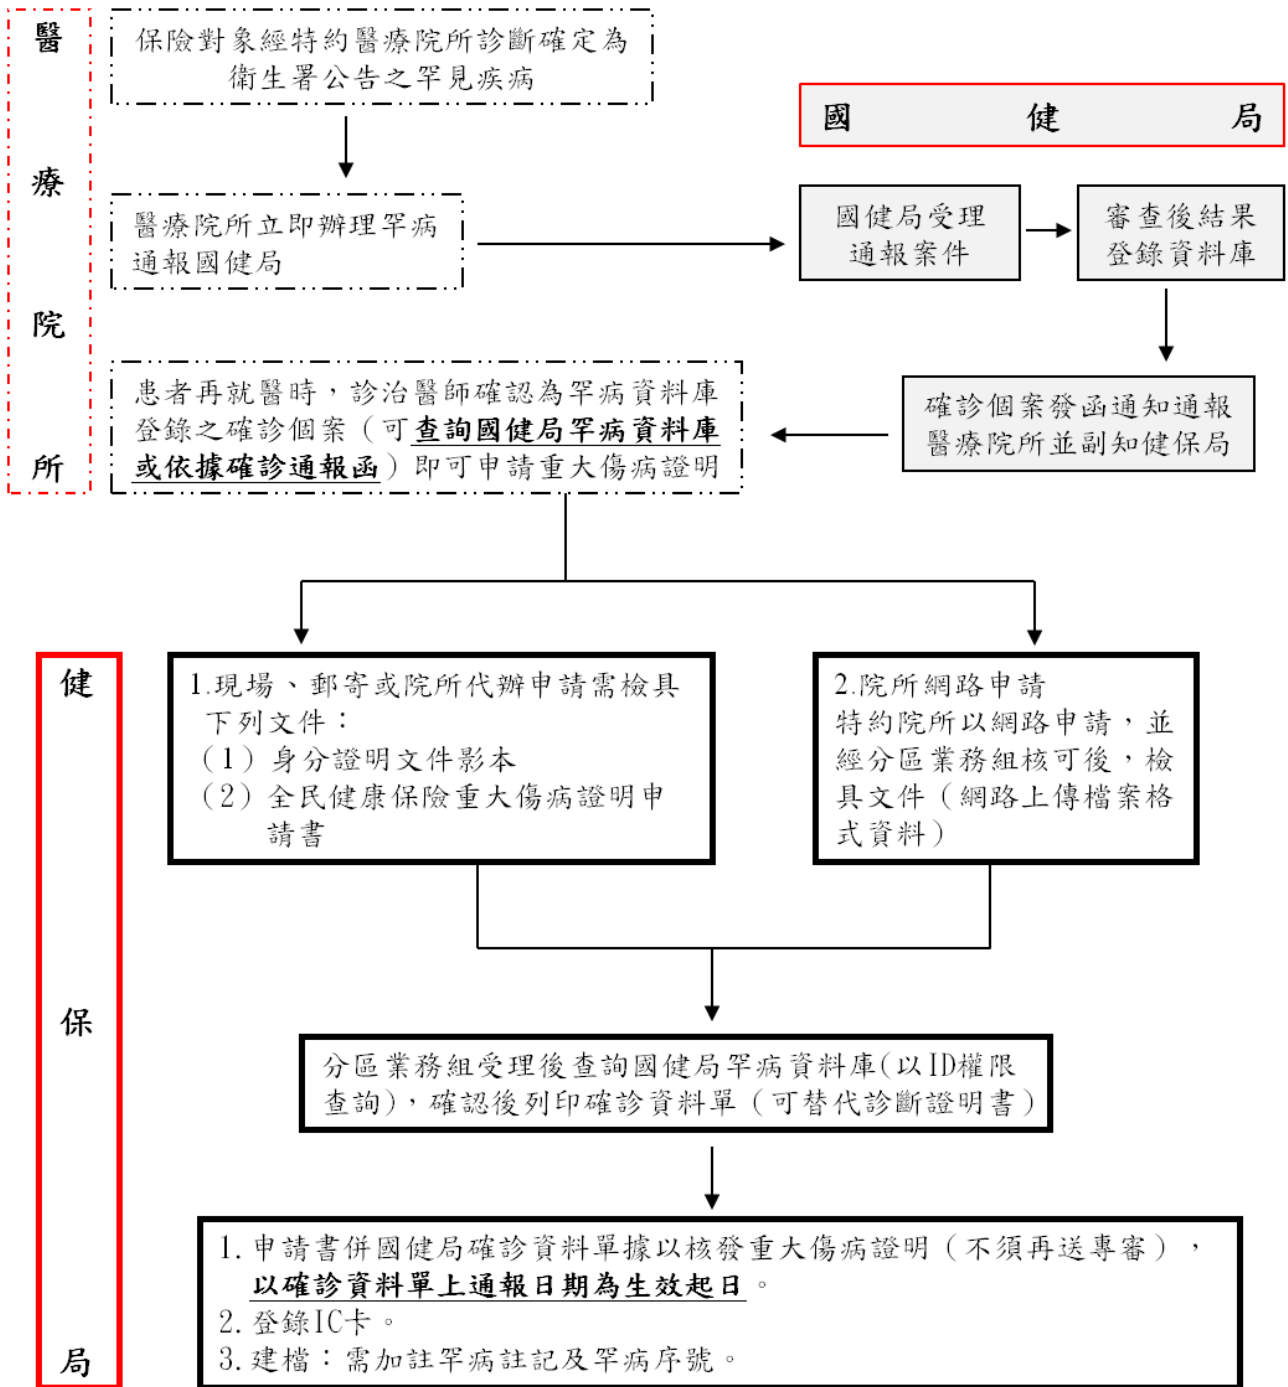 醫療院所
保險對象經特約醫療院所診斷確定為
衛生署公告之罕見疾病
醫療院所立即辦理罕病
通報國健局
國健局
國健局受理
通報案件
審查後結果
登錄資料庫
確診個案發函通知通報
醫療院所並副知健保局
患者再就醫時，診治醫師確認為罕病資料庫
登錄之確診個案（可查詢國健局罕病資料庫
或依據確診通報函）即可申請重大傷病證明
健保局
1.現場、郵寄或院所代辦申請需檢具
下列文件：
（1）身分證明文件影本
（2）全民健康保險重大傷病證明申
請書
2.院所網路申請
特約院所以網路申請，並
經分區業務組核可後，檢
具文件（網路上傳檔案格
式資料）
分區業務組受理後查詢國健局罕病資料庫(以ID權限
查詢)，確認後列印確診資料單（可替代診斷證明書）
1.申請書併國健局確診資料單據以核發重大傷病證明（不須再送專審），
以確診資料單上通報日期為生效起日。
2.登錄IC卡。
3.建檔：需加註罕病註記及罕病序號。